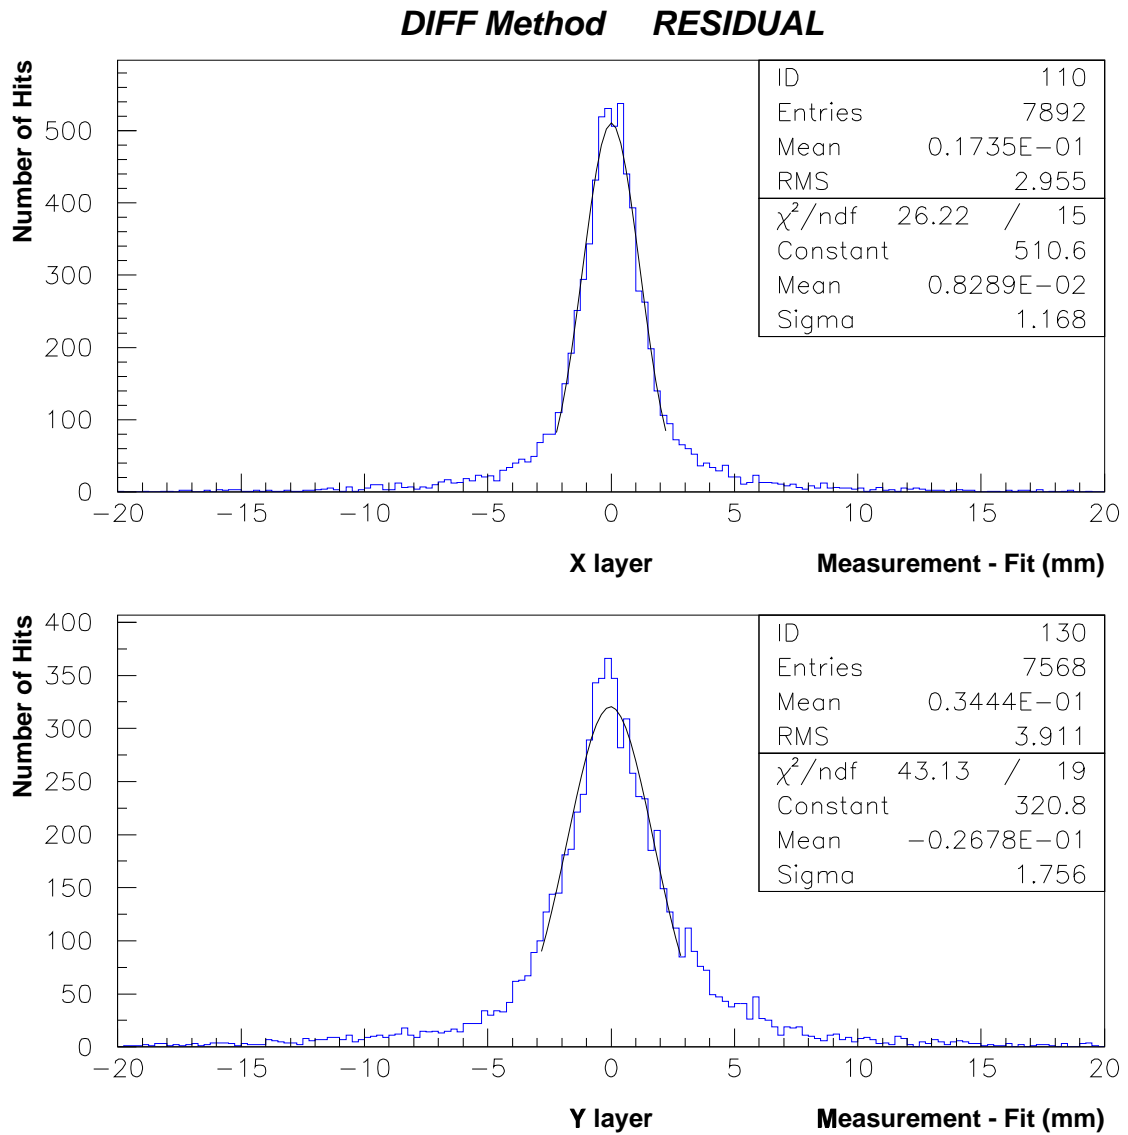 DIFF Method RESIDUAL
Number of Hits
500
400
300
200
100
0
ID 110
Entries 7892
Mean 0.1735E−01
RMS 2.955
χ²/ndf 26.22 / 15
Constant 510.6
Mean 0.8289E−02
Sigma 1.168
−20 −15 −10 −5 0 5 10 15 20
X layer Measurement - Fit (mm)
Number of Hits
400
350
300
250
200
150
100
50
0
ID 130
Entries 7568
Mean 0.3444E−01
RMS 3.911
χ²/ndf 43.13 / 19
Constant 320.8
Mean −0.2678E−01
Sigma 1.756
−20 −15 −10 −5 0 5 10 15 20
Y layer Measurement - Fit (mm)